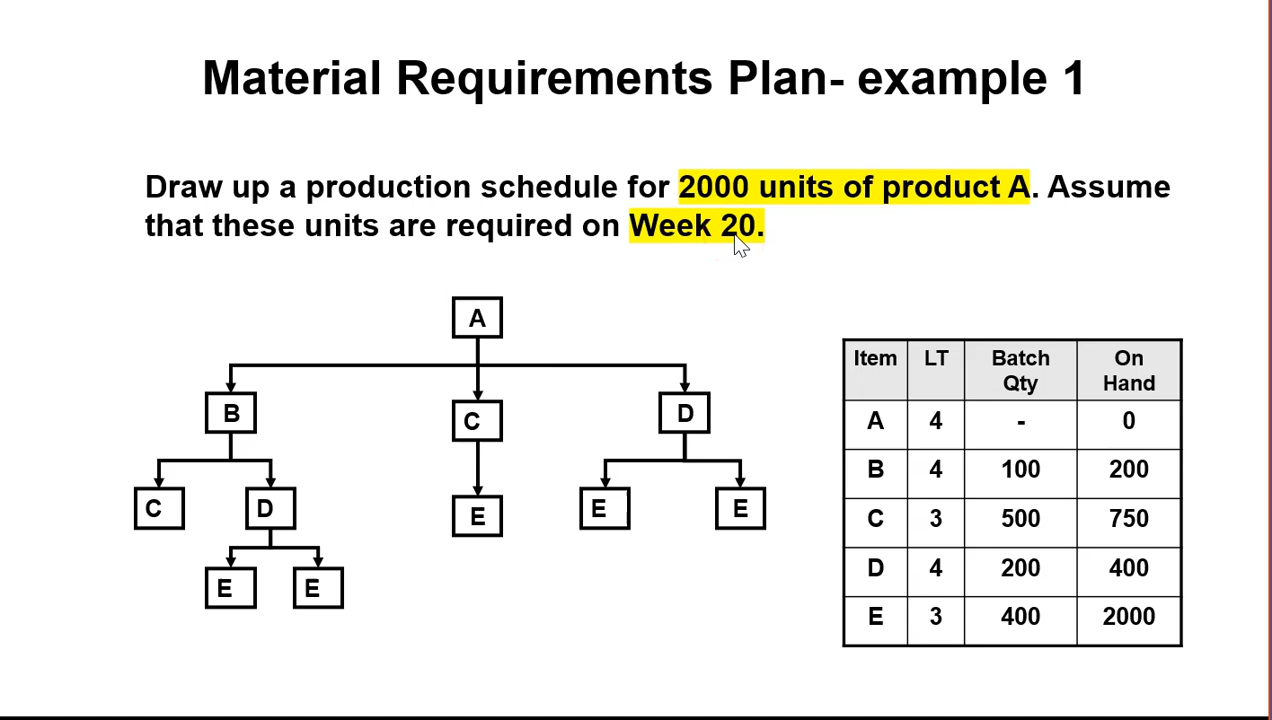 Material Requirements Plan- example 1
Draw up a production schedule for 2000 units of product A. Assume
that these units are required on Week 20.
A
B
C
D
C
D
E
E
E
E
E
Item LT Batch Qty On Hand
A 4 - 0
B 4 100 200
C 3 500 750
D 4 200 400
E 3 400 2000